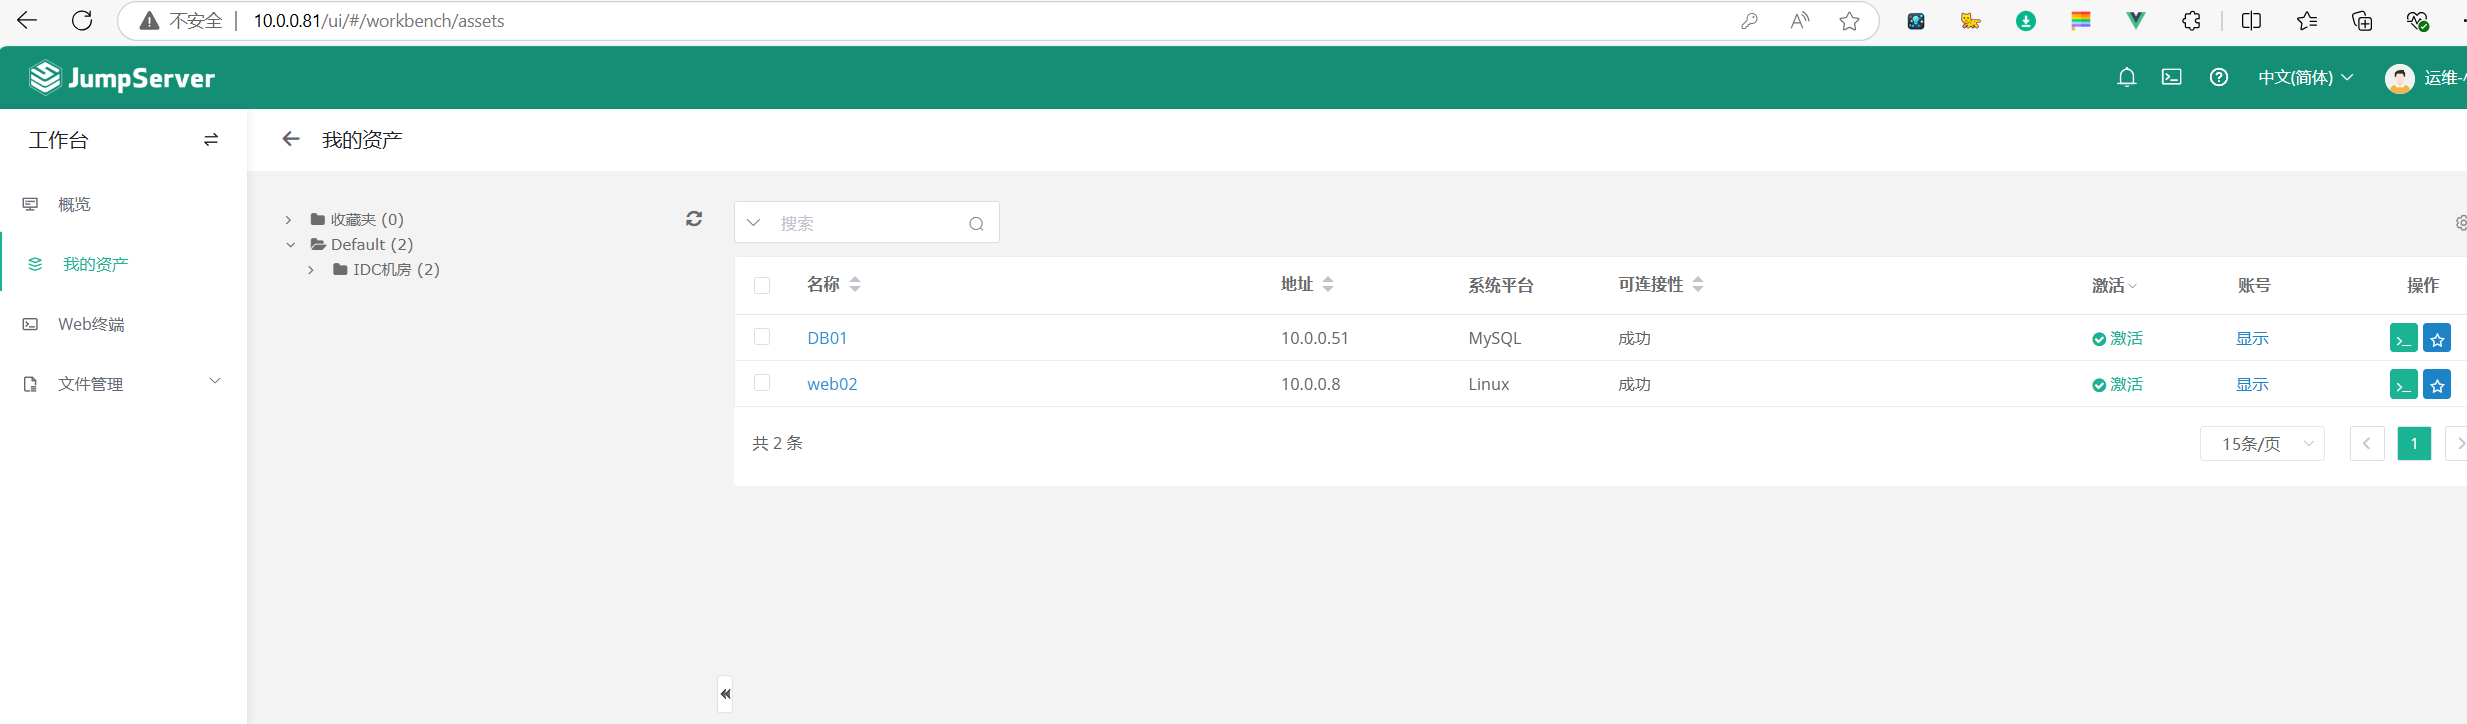 不安全 10.0.0.81/ui/#/workbench/assets
JumpServer
中文(简体)
运维-
工作台
我的资产
概览
我的资产
Web终端
文件管理
收藏夹 (0)
Default (2)
IDC机房 (2)
搜索
名称 地址 系统平台 可连接性 激活 账号 操作
DB01 10.0.0.51 MySQL 成功 激活 显示
web02 10.0.0.8 Linux 成功 激活 显示
共 2 条
15条/页
1